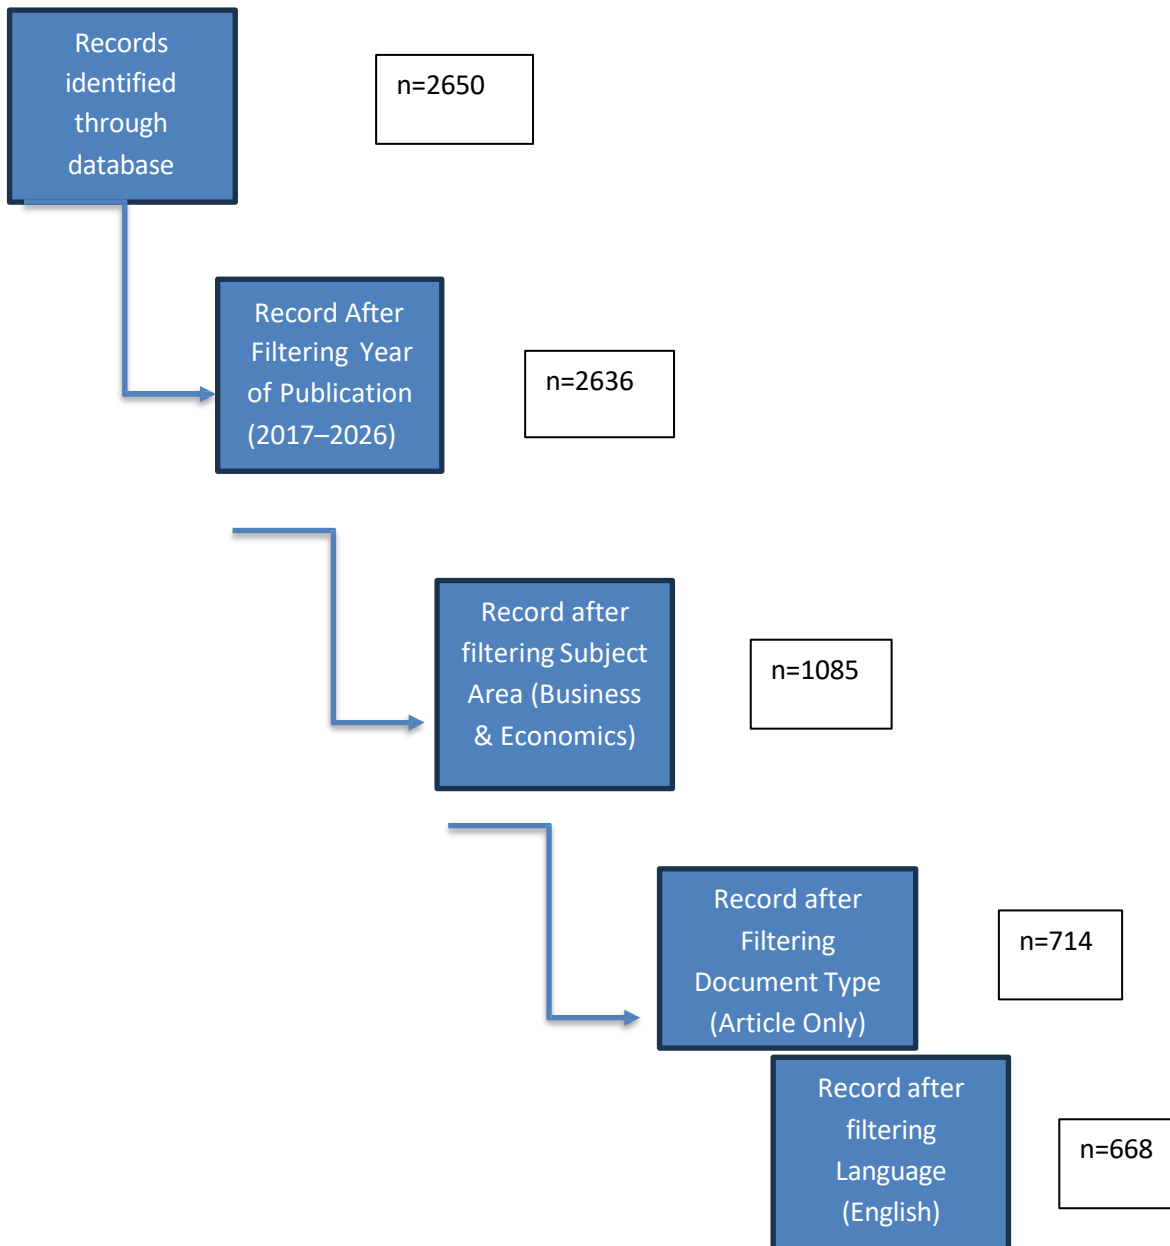 Records
identified
through
database
n=2650
Record After
Filtering Year
of Publication
(2017–2026)
n=2636
Record after
filtering Subject
Area (Business
& Economics)
n=1085
Record after
Filtering
Document Type
(Article Only)
n=714
Record after
filtering
Language
(English)
n=668